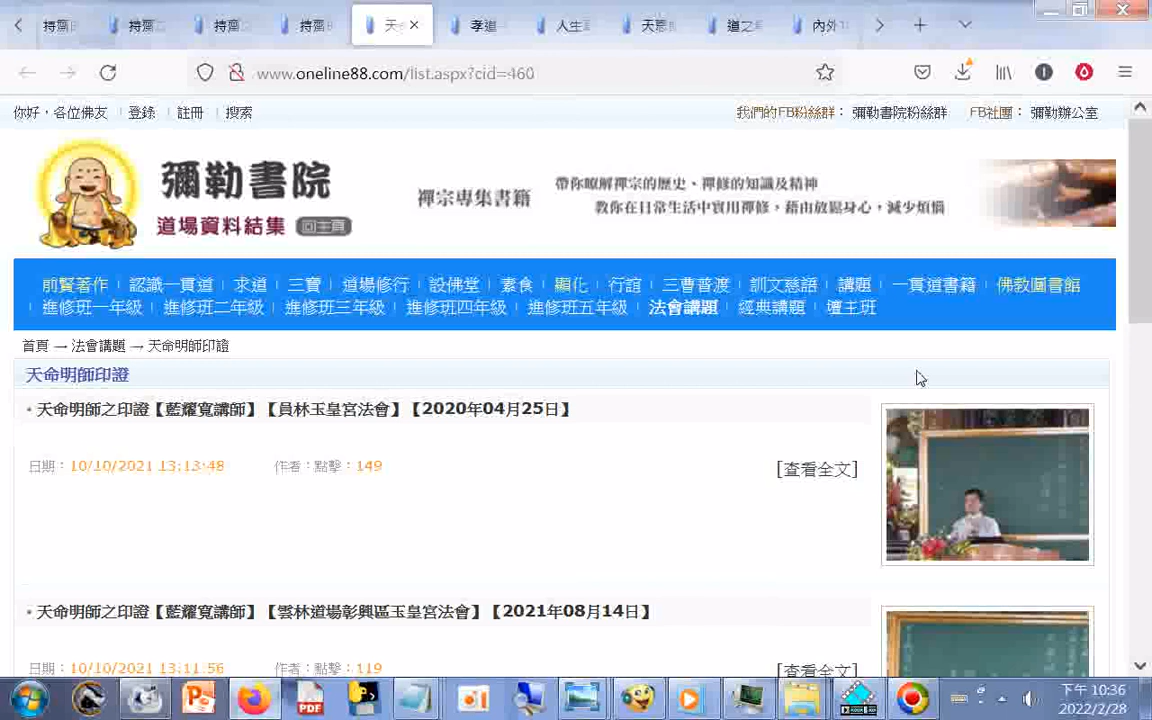 持齋 持齋 持齋 持齋 天 孝道 人生 天恩 道之 內外
www.oneline88.com/list.aspx?cid=460
你好，各位佛友 登錄 註冊 搜索 我們的FB粉絲群： 彌勒書院粉絲群 FB社團： 彌勒辦公室
彌勒書院
道場資料結集 回主頁
禪宗專集書籍
帶你瞭解禪宗的歷史、禪修的知識及精神
教你在日常生活中實用禪修，藉由放鬆身心，減少煩惱
前賢著作 認識一貫道 求道 三寶 道場修行 設佛堂 素食 顯化 行誼 三曹普渡 訓文慈語 講題 一貫道書籍 佛教圖書館
進修班一年級 進修班二年級 進修班三年級 進修班四年級 進修班五年級 法會講題 經典講題 壇主班
首頁 → 法會講題 → 天命明師印證
天命明師印證
天命明師之印證【藍耀寬講師】【員林玉皇宮法會】【2020年04月25日】
日期：10/10/2021 13:13:48 作者：點擊：149 [查看全文]
天命明師之印證【藍耀寬講師】【雲林道場彰興區玉皇宮法會】【2021年08月14日】
日期：10/10/2021 13:11:56 作者：點擊：119 [查看全文]
下午 10:36
2022/2/28